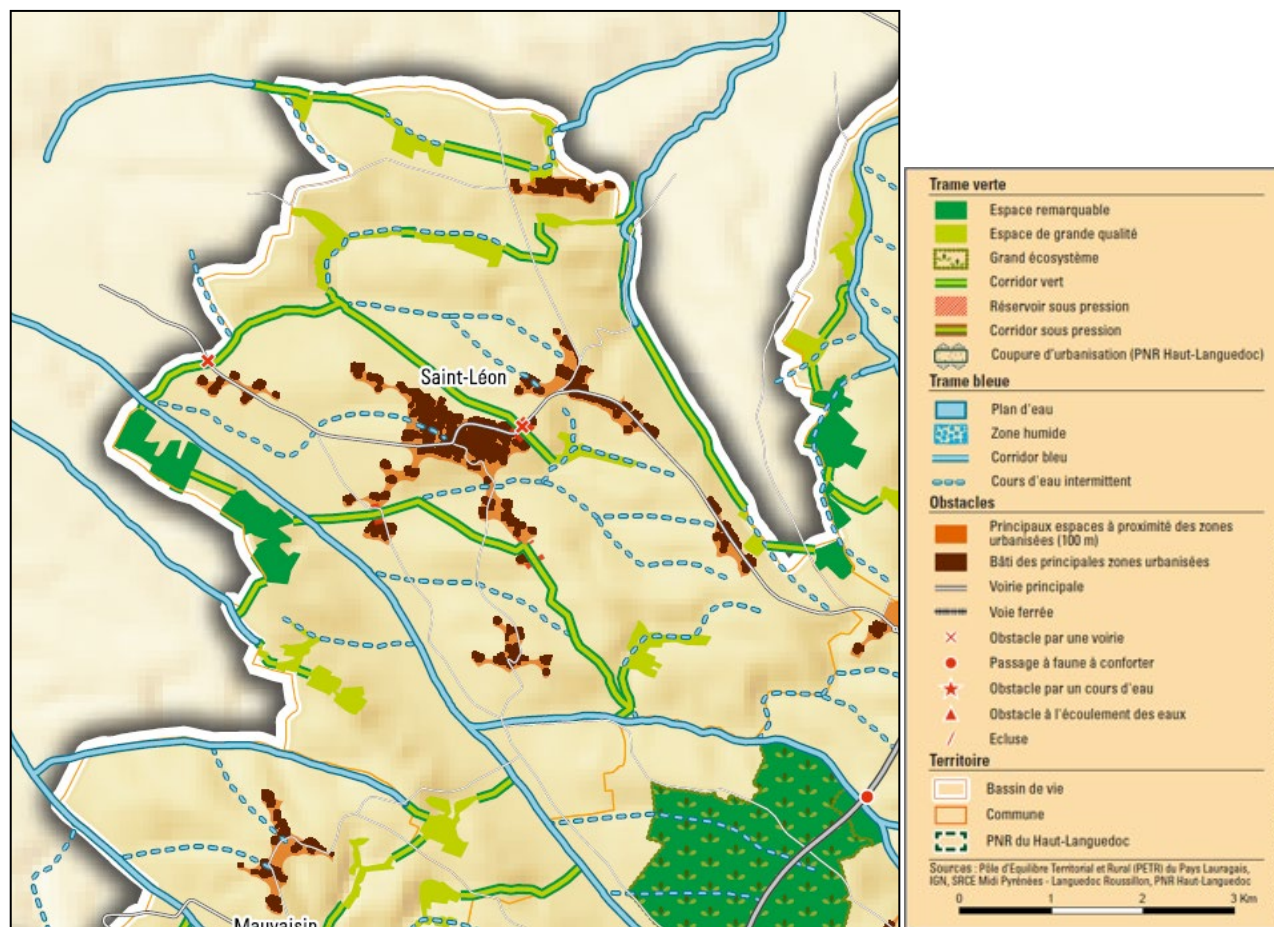 Saint-Léon
Mauvaisin
Trame verte
Espace remarquable
Espace de grande qualité
Grand écosystème
Corridor vert
Réservoir sous pression
Corridor sous pression
Coupure d'urbanisation (PNR Haut-Languedoc)
Trame bleue
Plan d'eau
Zone humide
Corridor bleu
Cours d'eau intermittent
Obstacles
Principaux espaces à proximité des zones
urbanisées (100 m)
Bâti des principales zones urbanisées
Voirie principale
Voie ferrée
Obstacle par une voirie
Passage à faune à conforter
Obstacle par un cours d'eau
Obstacle à l'écoulement des eaux
Ecluse
Territoire
Bassin de vie
Commune
PNR du Haut-Languedoc
Sources : Pôle d'Equilibre Territorial et Rural (PETR) du Pays Lauragais,
IGN, SRCE Midi Pyrénées - Languedoc Roussillon, PNR Haut-Languedoc
0 1 2 3 Km